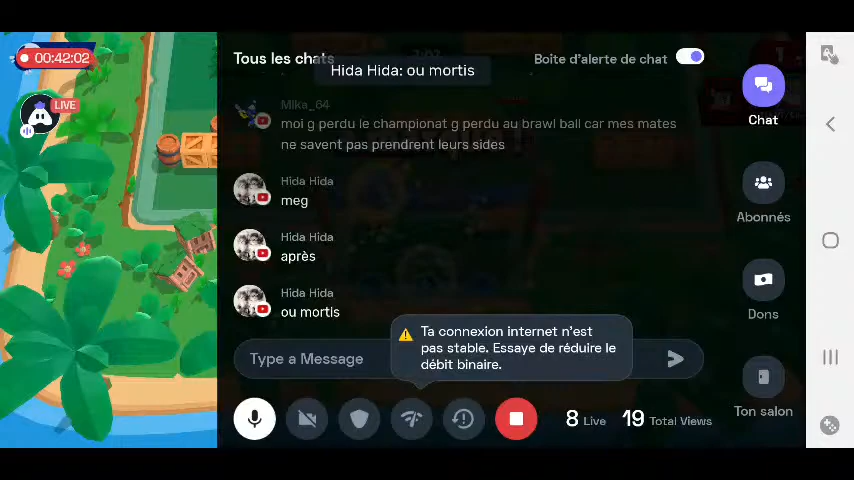 00:42:02
Tous les chats
Hida Hida: ou mortis
Boite d'alerte de chat
LIVE
Mika_64
moi g perdu le championat g perdu au brawl ball car mes mates
ne savent pas prendrent leurs sides
Chat
Hida Hida
meg
Abonnés
Hida Hida
après
Hida Hida
ou mortis
Dons
Ta connexion internet n'est
pas stable. Essaye de réduire le
débit binaire.
Type a Message
Ton salon
8 Live 19 Total Views